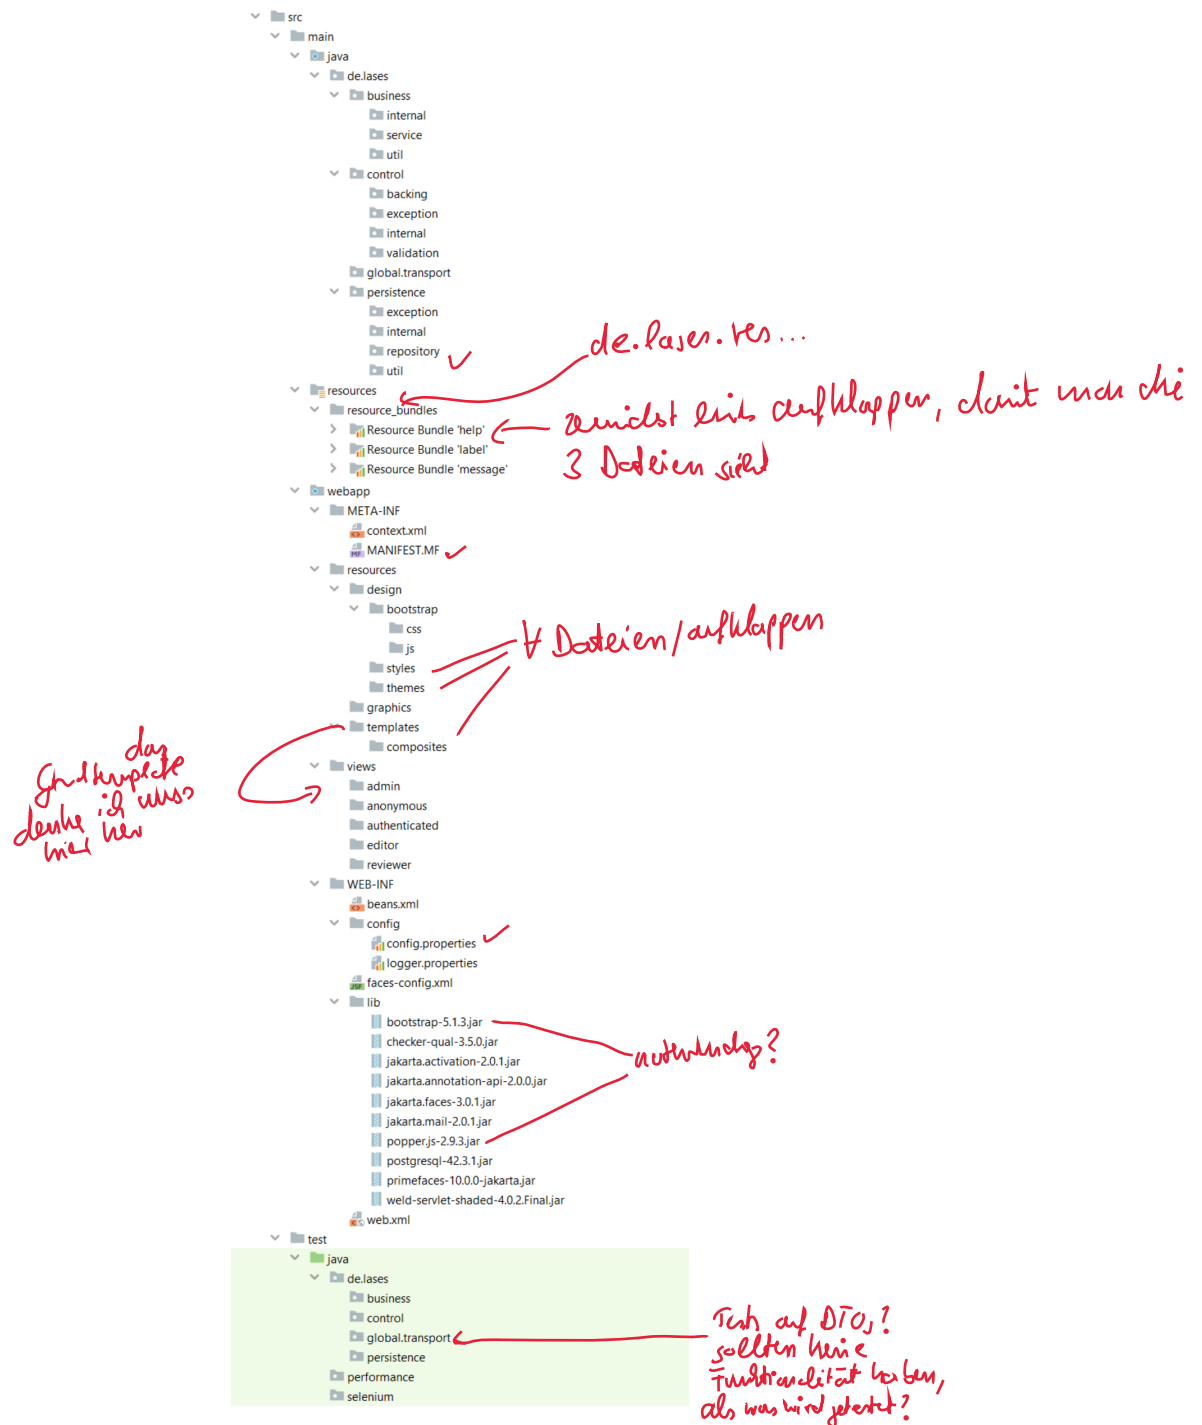 src
main
java
de.lases
business
internal
service
util
control
backing
exception
internal
validation
global.transport
persistence
exception
internal
repository
util
de.lases.res...
resources
resource_bundles
Resource Bundle 'help'
Resource Bundle 'label'
Resource Bundle 'message'
zumindest eins aufklappen, damit man die
3 Dateien sieht
webapp
META-INF
context.xml
MANIFEST.MF
resources
design
bootstrap
css
js
styles
themes
∀ Dateien/aufklappen
graphics
templates
composites
das
denke ich muss
hier her
views
admin
anonymous
authenticated
editor
reviewer
WEB-INF
beans.xml
config
config.properties
logger.properties
faces-config.xml
lib
bootstrap-5.1.3.jar
checker-qual-3.5.0.jar
jakarta.activation-2.0.1.jar
jakarta.annotation-api-2.0.0.jar
jakarta.faces-3.0.1.jar
jakarta.mail-2.0.1.jar
popper.js-2.9.3.jar
postgresql-42.3.1.jar
primefaces-10.0.0-jakarta.jar
weld-servlet-shaded-4.0.2.Final.jar
notwendig?
web.xml
test
java
de.lases
business
control
global.transport
persistence
performance
selenium
Tests auf DTOs?
sollten keine
Funktionalität haben,
als was wird getestet?